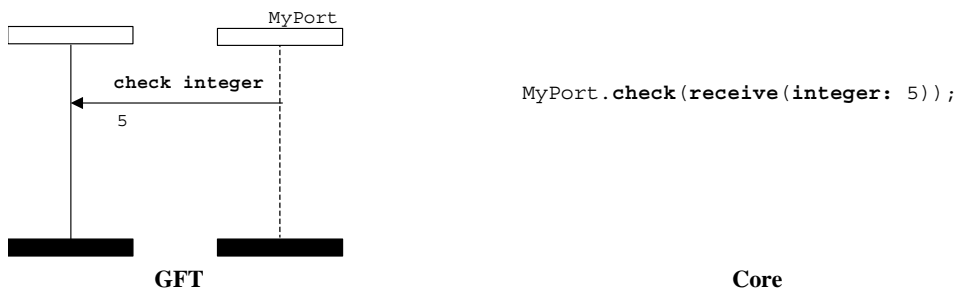 MyPort
check integer
5
MyPort.check(receive(integer: 5));
GFT
Core